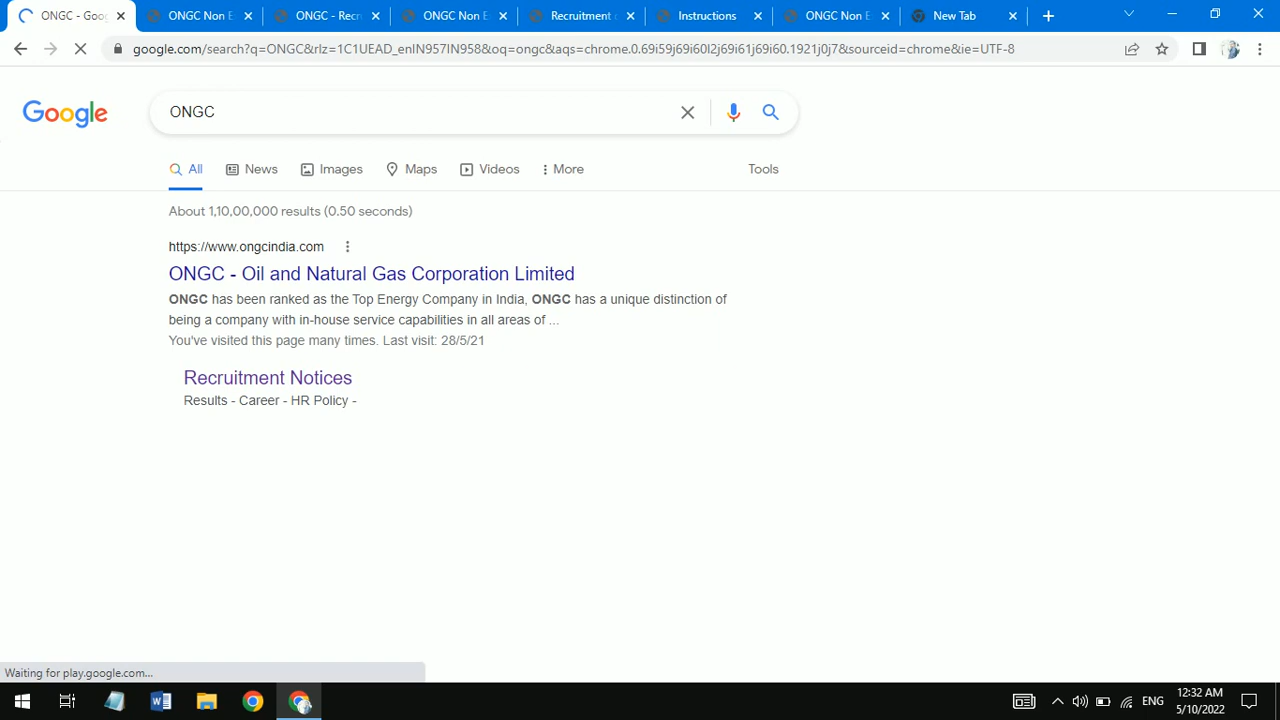 ONGC - Goo
ONGC Non E
ONGC - Recr
ONGC Non E
Recruitment
Instructions
ONGC Non E
New Tab
google.com/search?q=ONGC&rlz=1C1UEAD_enIN957IN958&oq=ongc&aqs=chrome.0.69i59j69i60l2j69i61j69i60.1921j0j7&sourceid=chrome&ie=UTF-8
Google
ONGC
All
News
Images
Maps
Videos
More
Tools
About 1,10,00,000 results (0.50 seconds)
https://www.ongcindia.com
ONGC - Oil and Natural Gas Corporation Limited
ONGC has been ranked as the Top Energy Company in India, ONGC has a unique distinction of
being a company with in-house service capabilities in all areas of ...
You've visited this page many times. Last visit: 28/5/21
Recruitment Notices
Results - Career - HR Policy -
Waiting for play.google.com...
ENG
12:32 AM
5/10/2022